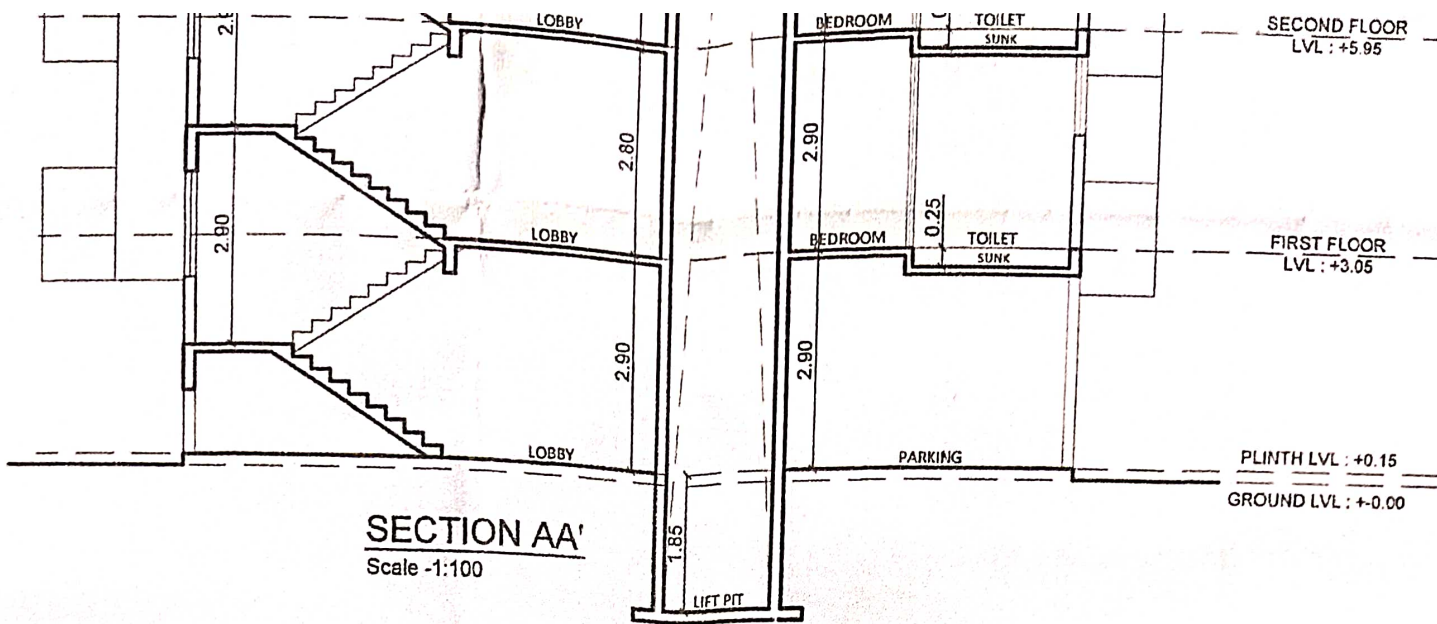 LOBBY
BEDROOM
TOILET
SUNK
SECOND FLOOR
LVL : +5.95
2.80
2.90
2.90
0.25
LOBBY
BEDROOM
TOILET
SUNK
FIRST FLOOR
LVL : +3.05
2.90
2.90
LOBBY
PARKING
PLINTH LVL : +0.15
GROUND LVL : +-0.00
SECTION AA'
Scale -1:100
1.85
LIFT PIT